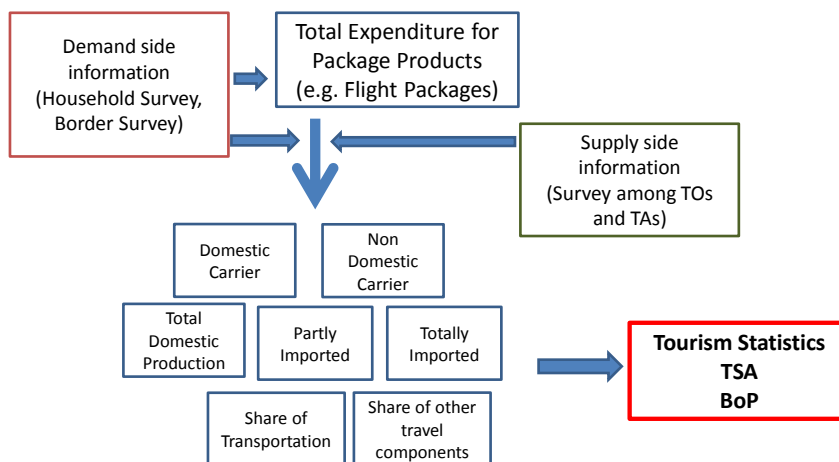 Demand side
information
(Household Survey,
Border Survey)
Total Expenditure for
Package Products
(e.g. Flight Packages)
Supply side
information
(Survey among TOs
and TAs)
Domestic
Carrier
Non
Domestic
Carrier
Total
Domestic
Production
Partly
Imported
Totally
Imported
Share of
Transportation
Share of other
travel
components
Tourism Statistics
TSA
BoP